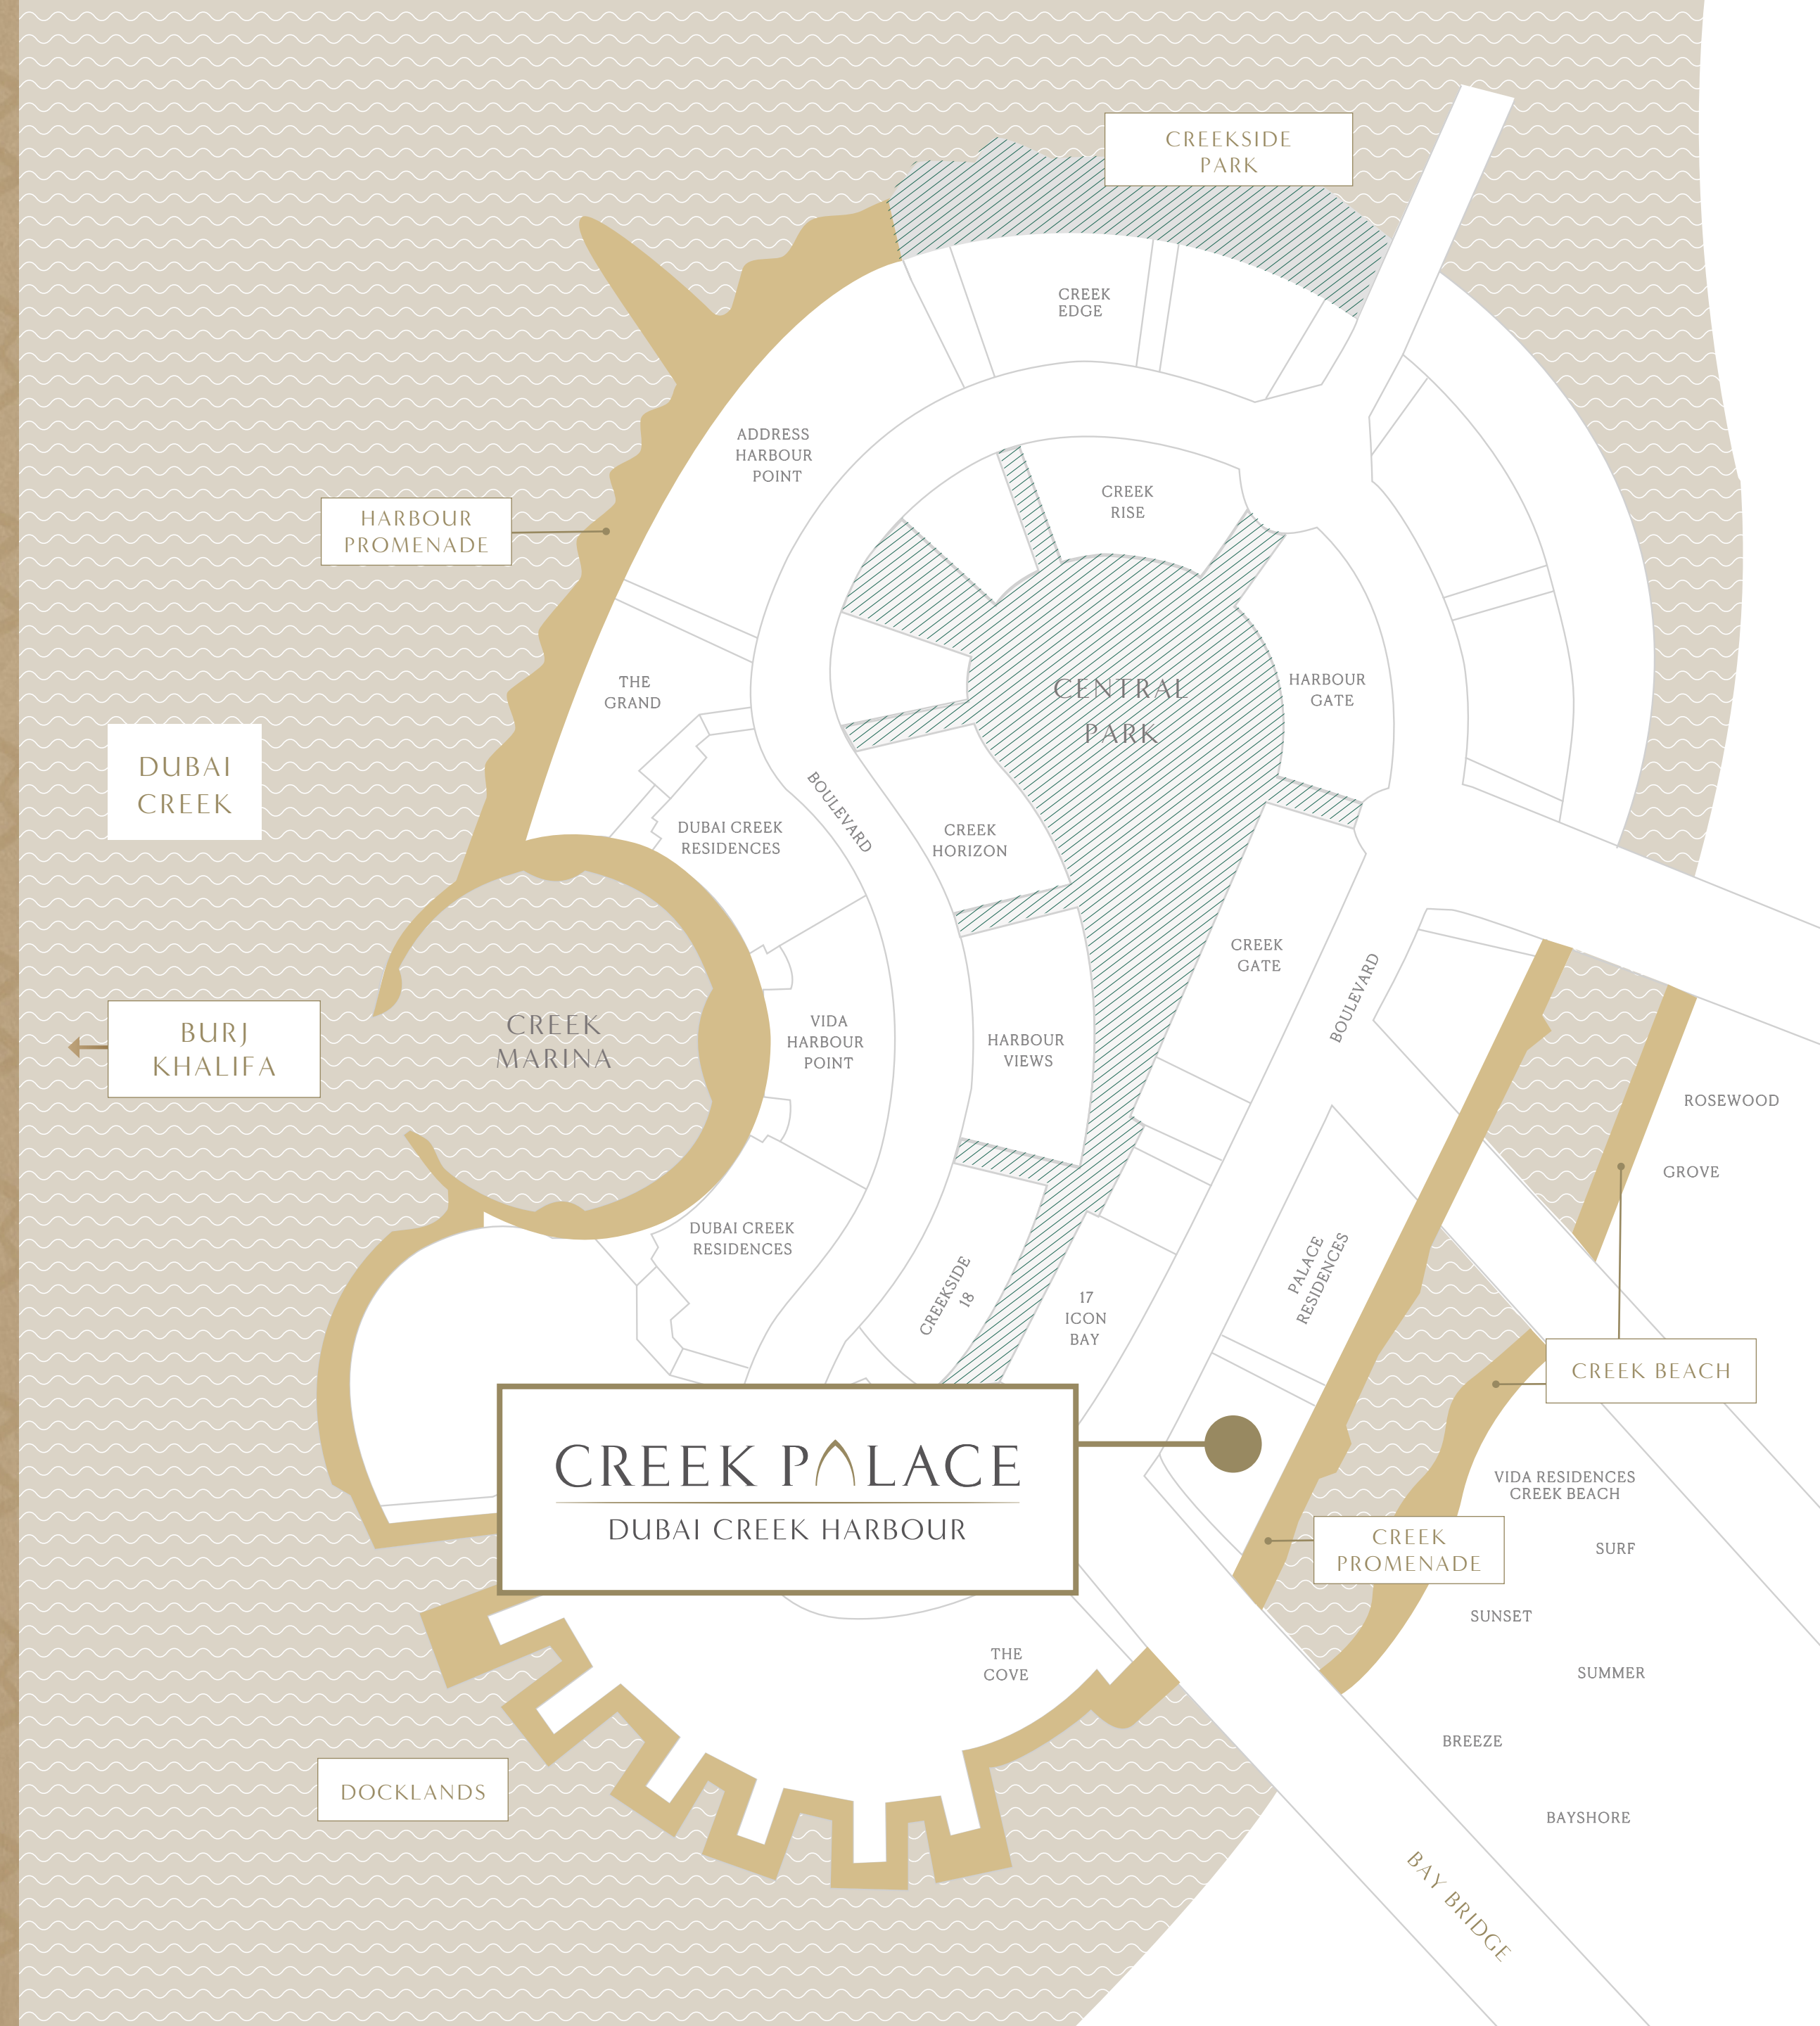 CREEKSIDE
PARK
CREEK
EDGE
ADDRESS
HARBOUR
POINT
CREEK
RISE
HARBOUR
PROMENADE
THE
GRAND
CENTRAL
PARK
HARBOUR
GATE
DUBAI
CREEK
BOULEVARD
DUBAI CREEK
RESIDENCES
CREEK
HORIZON
CREEK
GATE
BOULEVARD
BURJ
KHALIFA
CREEK
MARINA
VIDA
HARBOUR
POINT
HARBOUR
VIEWS
ROSEWOOD
GROVE
DUBAI CREEK
RESIDENCES
CREEKSIDE
18
17
ICON
BAY
PALACE
RESIDENCES
CREEK BEACH
CREEK PALACE
DUBAI CREEK HARBOUR
VIDA RESIDENCES
CREEK BEACH
CREEK
PROMENADE
SURF
SUNSET
THE
COVE
SUMMER
BREEZE
DOCKLANDS
BAYSHORE
BAY BRIDGE